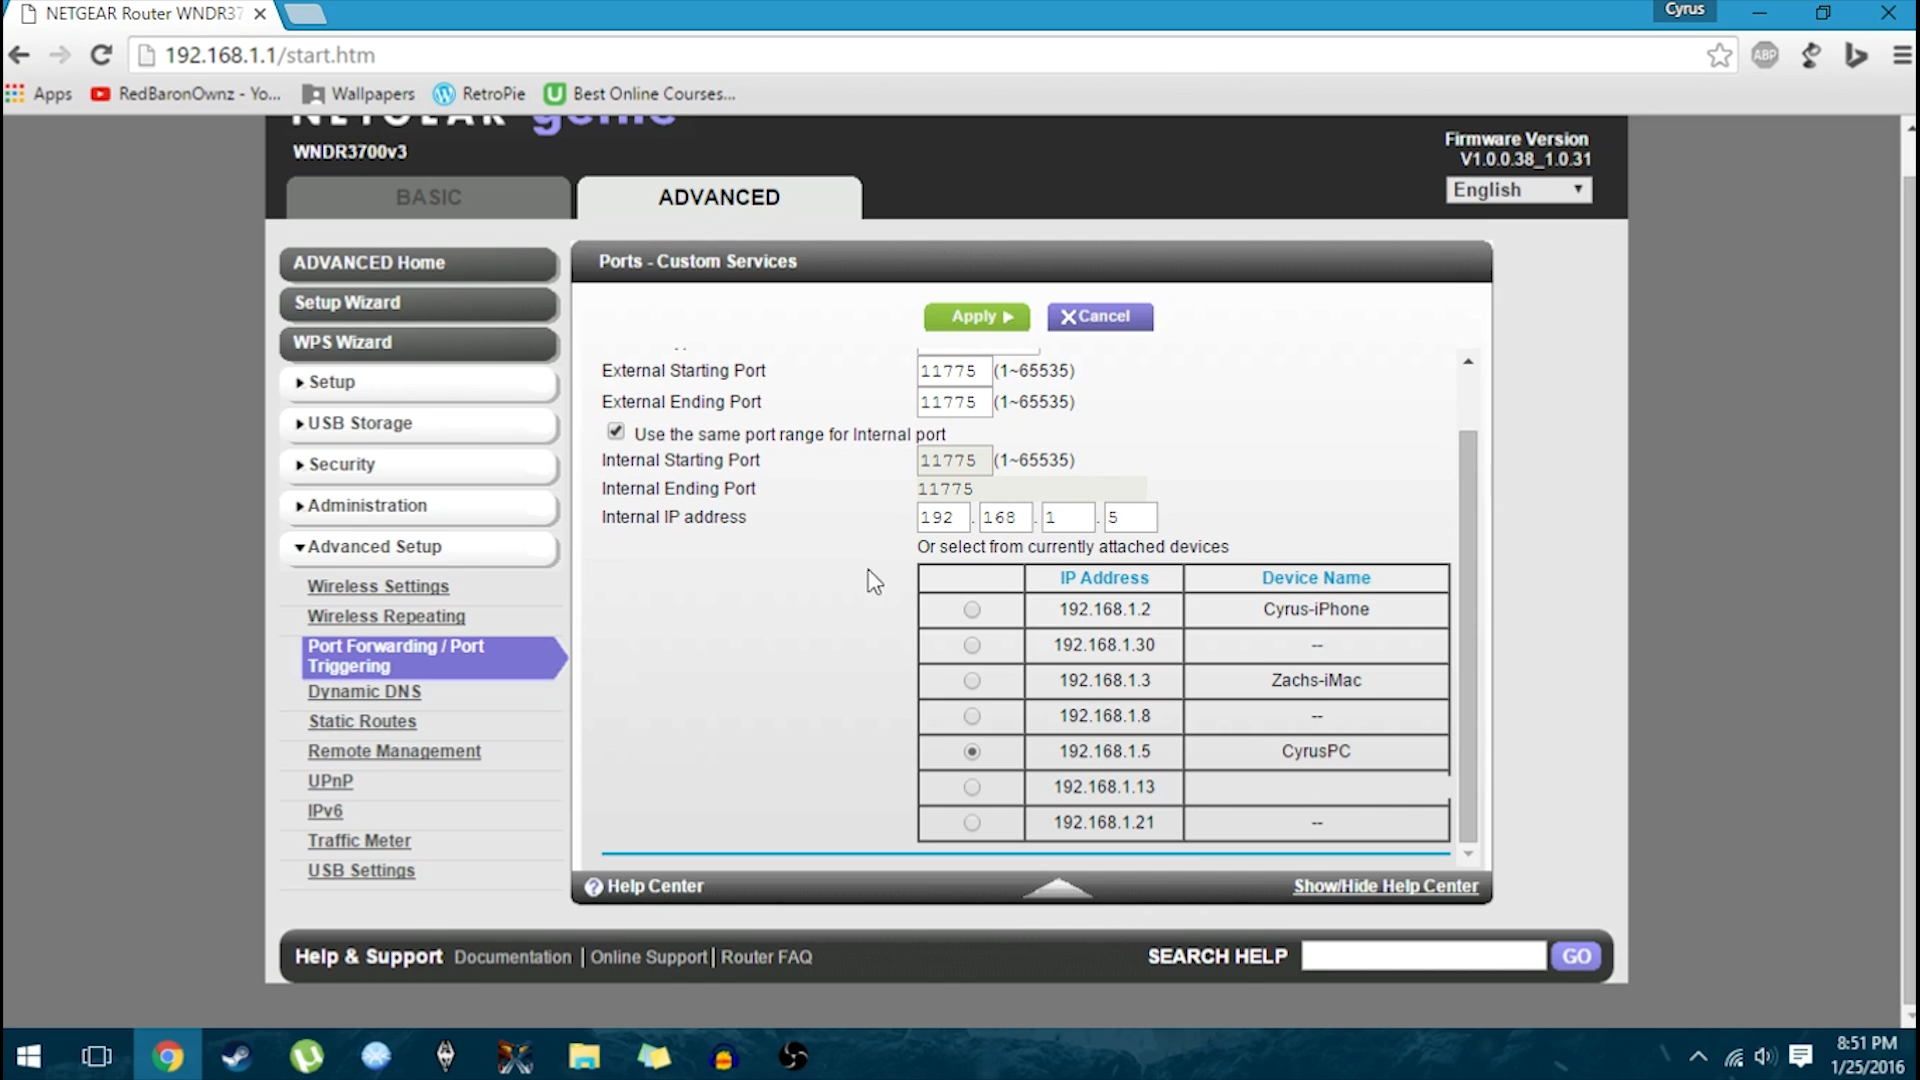 NETGEAR Router WNDR37
Cyrus
192.168.1.1/start.htm
ABP
Apps
RedBaronOwnz - Yo...
Wallpapers
RetroPie
Best Online Courses...
NETGEAR genie
WNDR3700v3
Firmware Version
V1.0.0.38_1.0.31
English
BASIC
ADVANCED
ADVANCED Home
Setup Wizard
WPS Wizard
Setup
USB Storage
Security
Administration
Advanced Setup
Wireless Settings
Wireless Repeating
Port Forwarding / Port
Triggering
Dynamic DNS
Static Routes
Remote Management
UPnP
IPv6
Traffic Meter
USB Settings
Ports - Custom Services
Apply
Cancel
External Starting Port 11775 (1~65535)
External Ending Port 11775 (1~65535)
Use the same port range for Internal port
Internal Starting Port 11775 (1~65535)
Internal Ending Port 11775
Internal IP address 192 . 168 . 1 . 5
Or select from currently attached devices
IP Address Device Name
192.168.1.2 Cyrus-iPhone
192.168.1.30 --
192.168.1.3 Zachs-iMac
192.168.1.8 --
192.168.1.5 CyrusPC
192.168.1.13
192.168.1.21 --
Help Center
Show/Hide Help Center
Help & Support Documentation | Online Support | Router FAQ
SEARCH HELP
GO
8:51 PM
1/25/2016